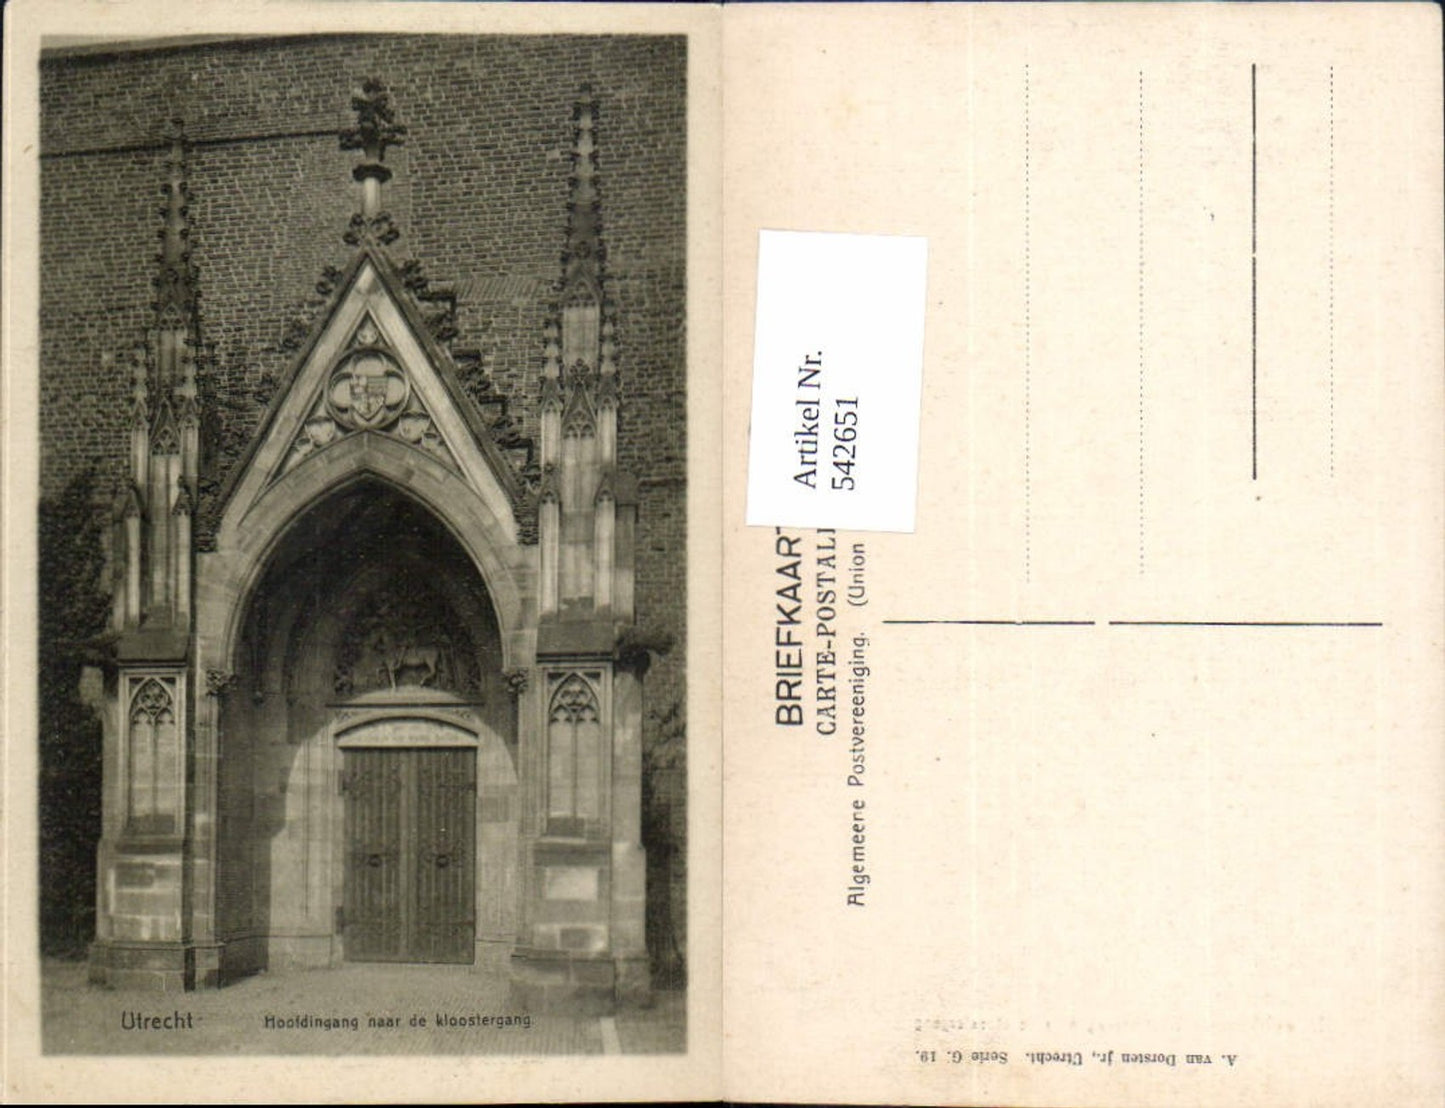 Utrecht Hoofdingang naar de kloostergang.
Artikel Nr.
542651
BRIEFKAART
CARTE-POSTALE
Algemeene Postvereeniging. (Union
A. van Dorsten jr., Utrecht. Serie G. 19.